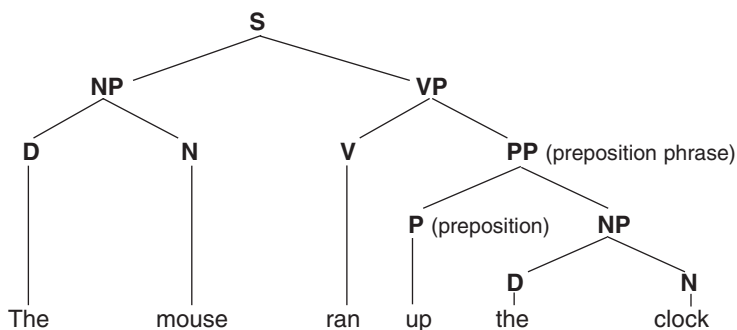 S
NP VP
D N V PP (preposition phrase)
P (preposition) NP
D N
The mouse ran up the clock